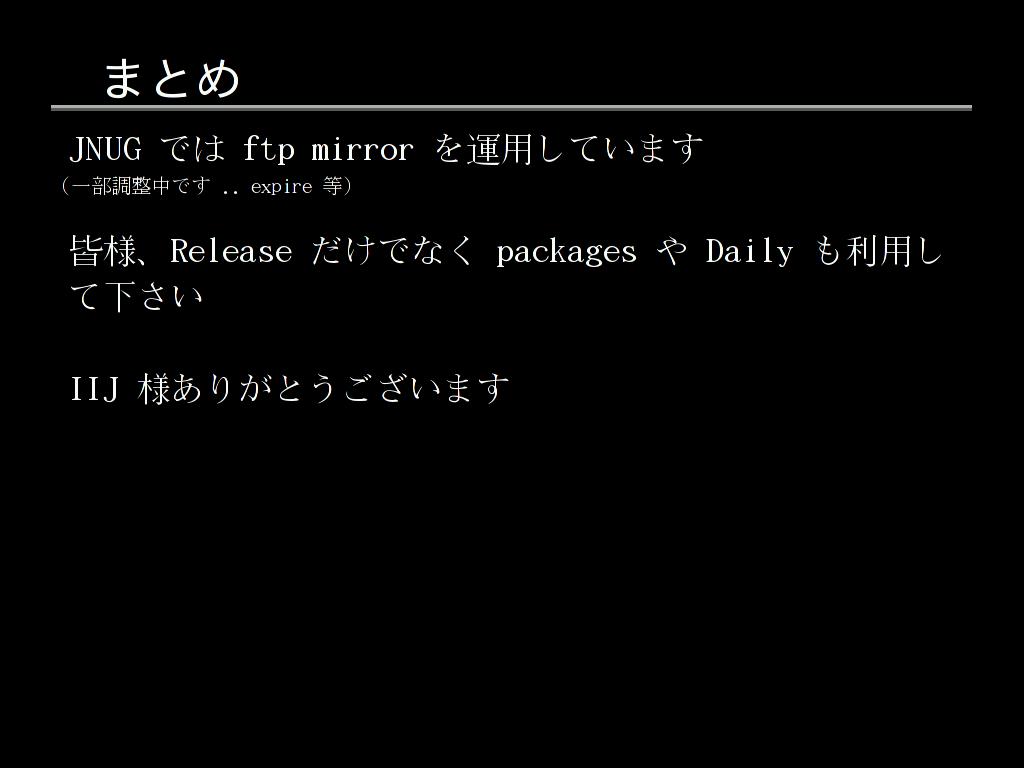 まとめ
JNUG では ftp mirror を運用しています
（一部調整中です .. expire 等）
皆様、Release だけでなく packages や Daily も利用し
て下さい
IIJ 様ありがとうございます